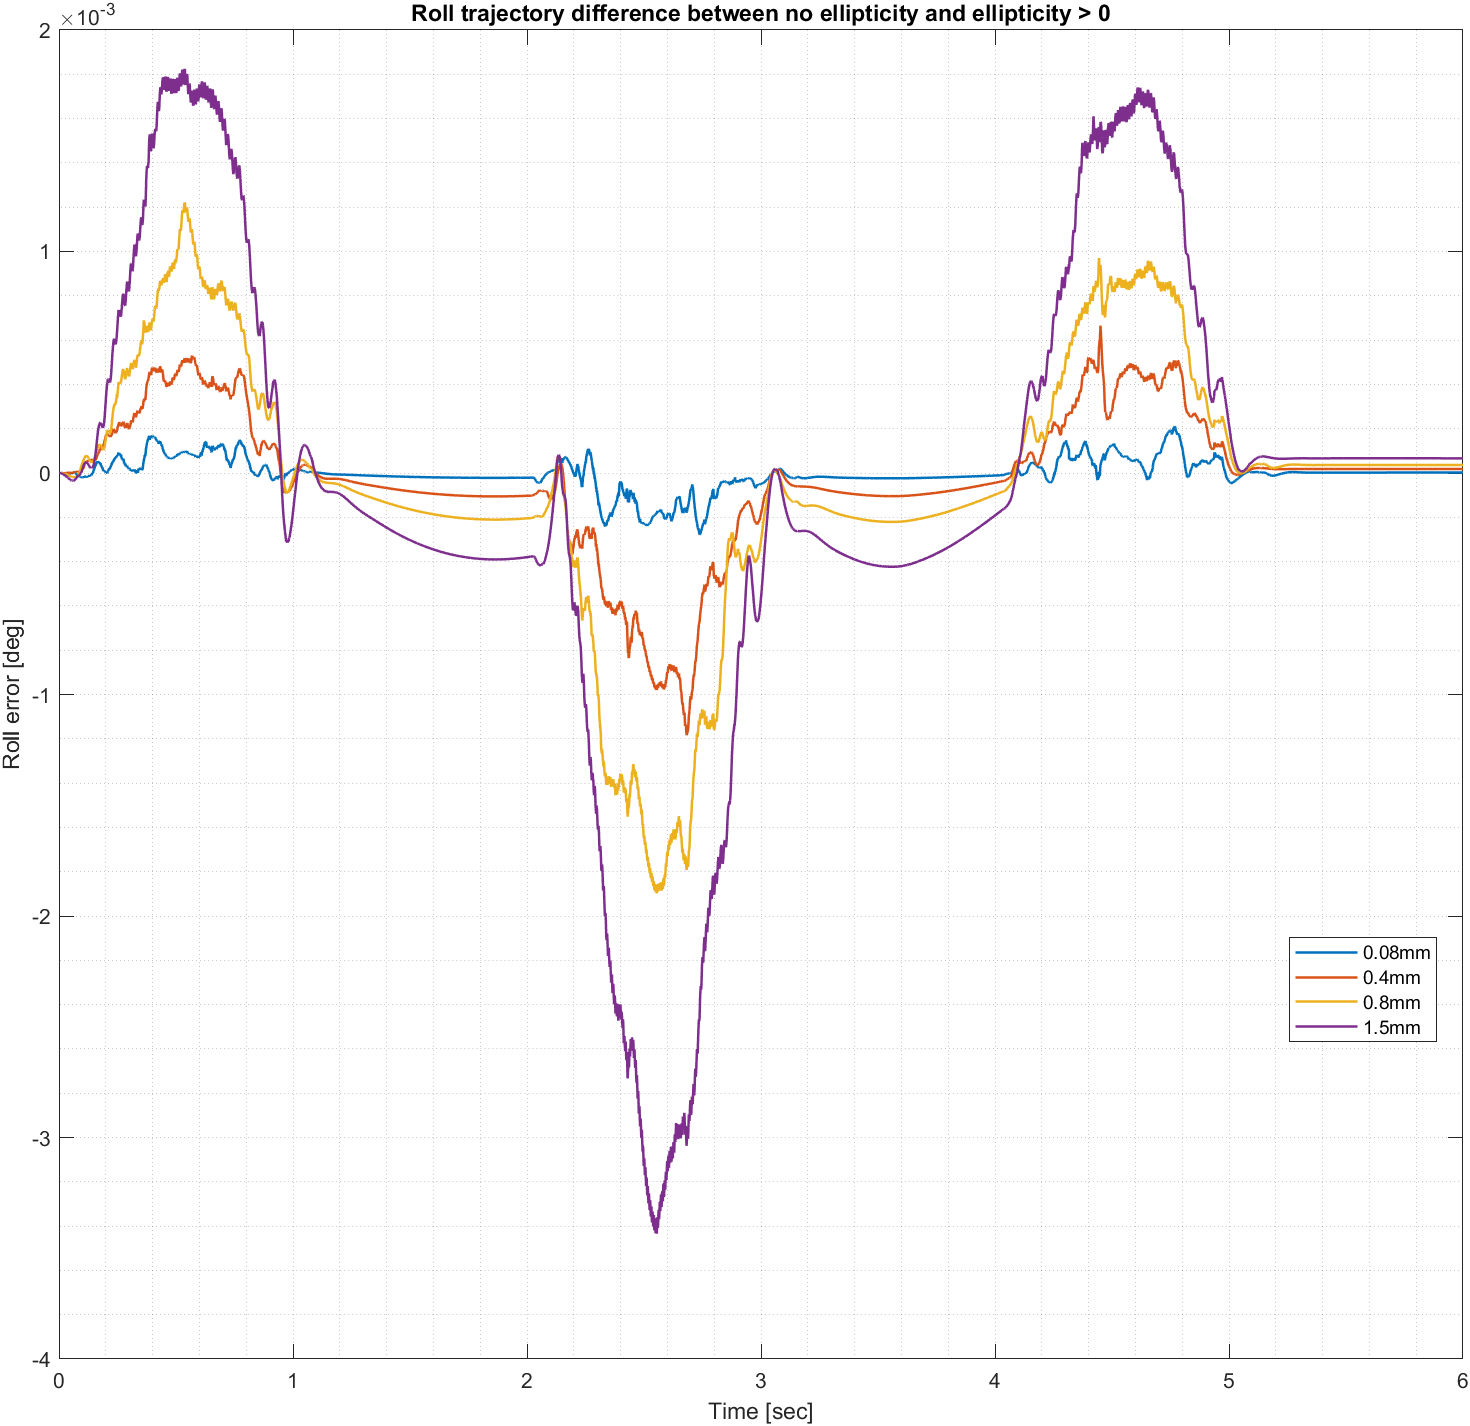 Roll trajectory difference between no ellipticity and ellipticity > 0
×10⁻³
2
1
0
-1
-2
-3
-4
Roll error [deg]
0.08mm
0.4mm
0.8mm
1.5mm
0 1 2 3 4 5 6
Time [sec]